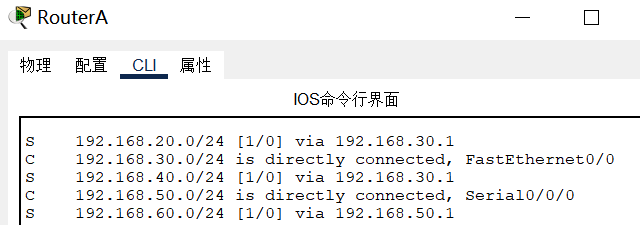 RouterA
物理 配置 CLI 属性
IOS命令行界面
S    192.168.20.0/24 [1/0] via 192.168.30.1
C    192.168.30.0/24 is directly connected, FastEthernet0/0
S    192.168.40.0/24 [1/0] via 192.168.30.1
C    192.168.50.0/24 is directly connected, Serial0/0/0
S    192.168.60.0/24 [1/0] via 192.168.50.1